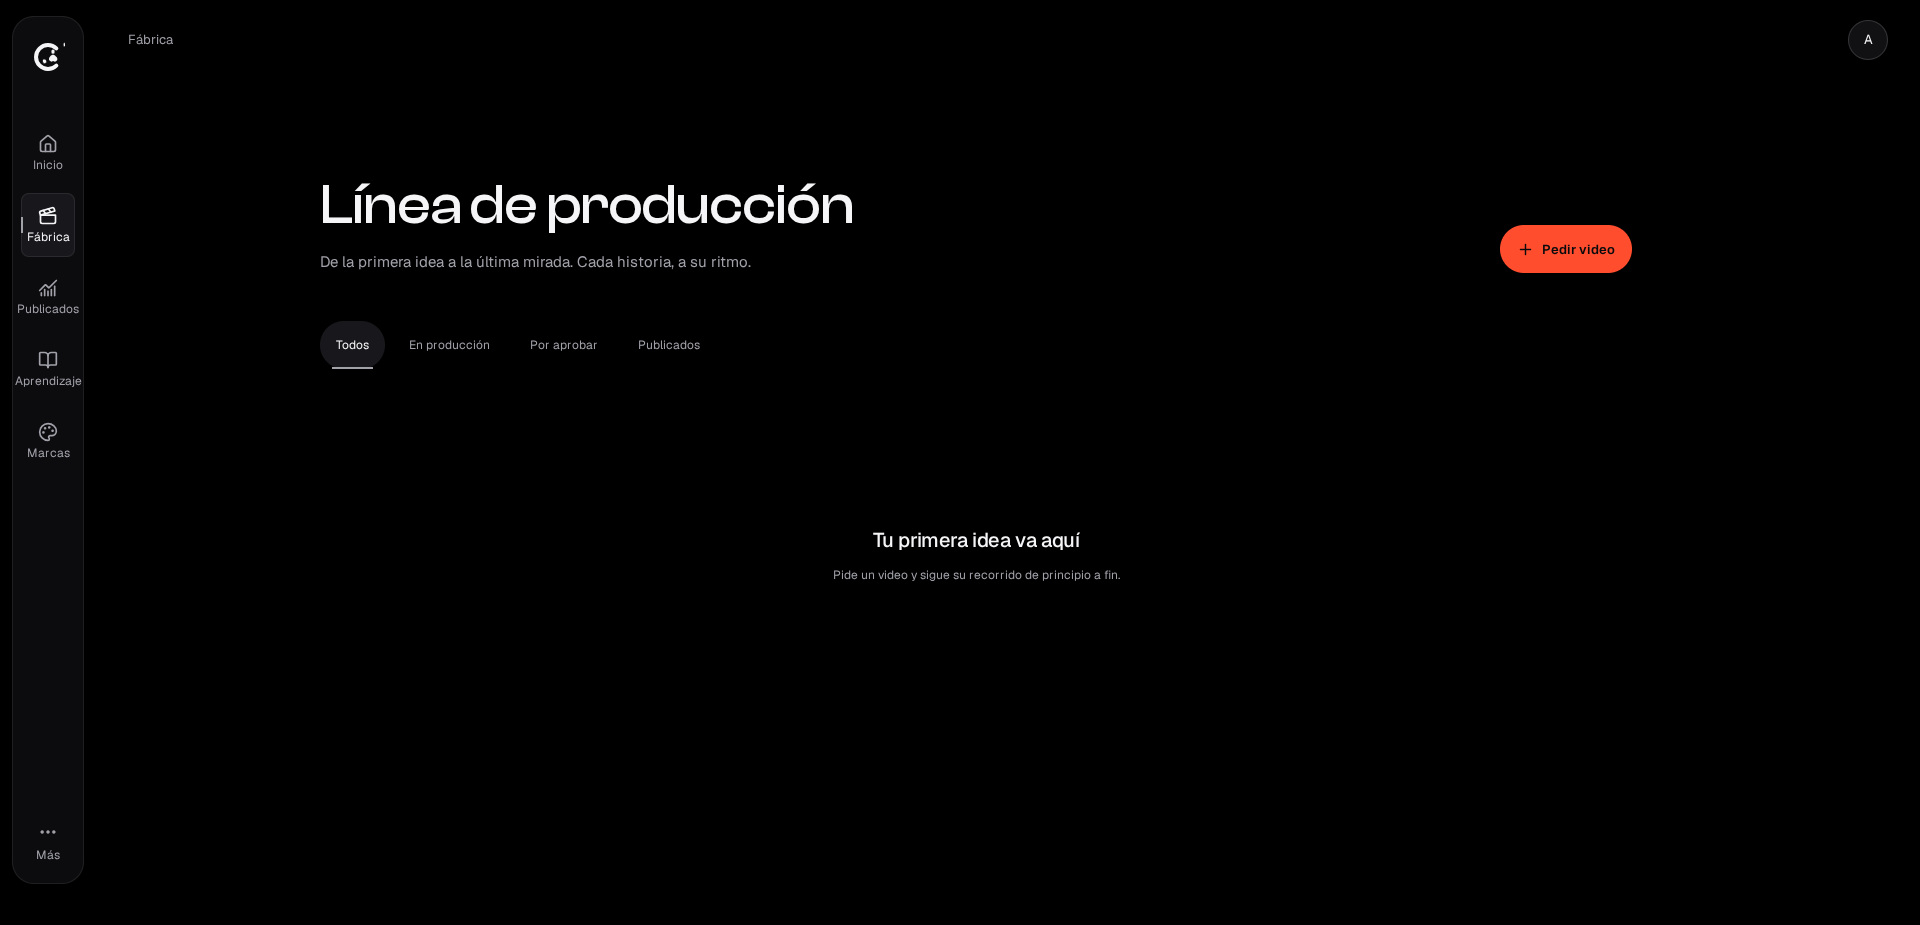 Fábrica
A
Inicio
Fábrica
Publicados
Aprendizaje
Marcas
Más
Línea de producción
De la primera idea a la última mirada. Cada historia, a su ritmo.
Pedir video
Todos
En producción
Por aprobar
Publicados
Tu primera idea va aquí
Pide un video y sigue su recorrido de principio a fin.